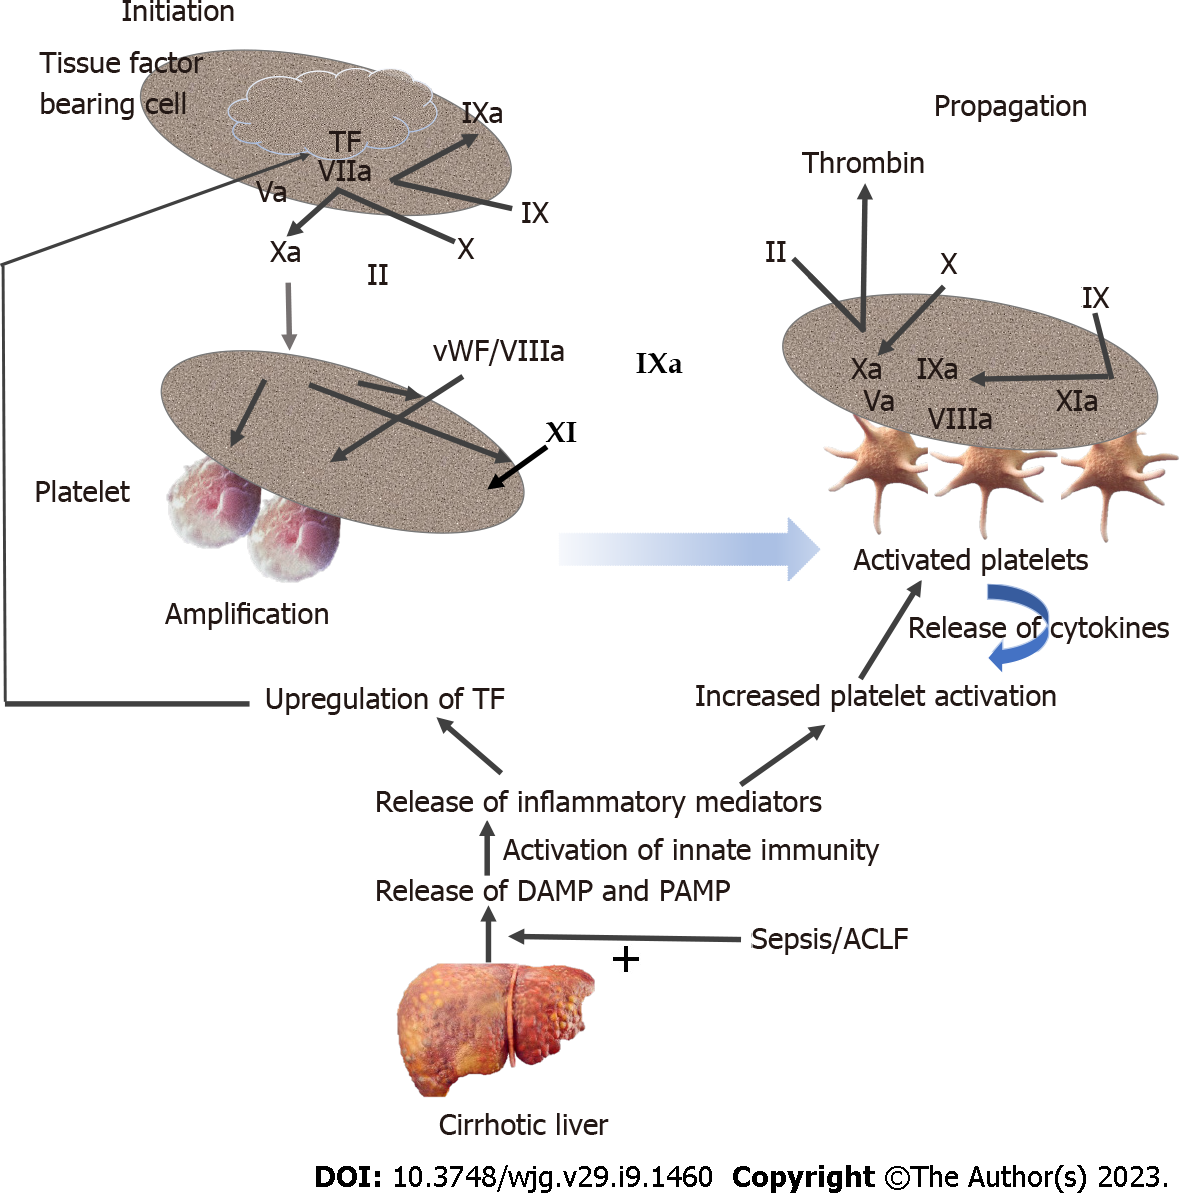 Initiation
Tissue factor
bearing cell
IXa
TF
VIIa
Va
IX
X
Xa
II
vWF/VIIIa
XI
Platelet
Amplification
IXa
Propagation
Thrombin
II
X
IX
Xa
IXa
Va
XIa
VIIIa
Activated platelets
Release of cytokines
Upregulation of TF
Increased platelet activation
Release of inflammatory mediators
Activation of innate immunity
Release of DAMP and PAMP
Sepsis/ACLF
+
Cirrhotic liver
DOI: 10.3748/wjg.v29.i9.1460 Copyright ©The Author(s) 2023.